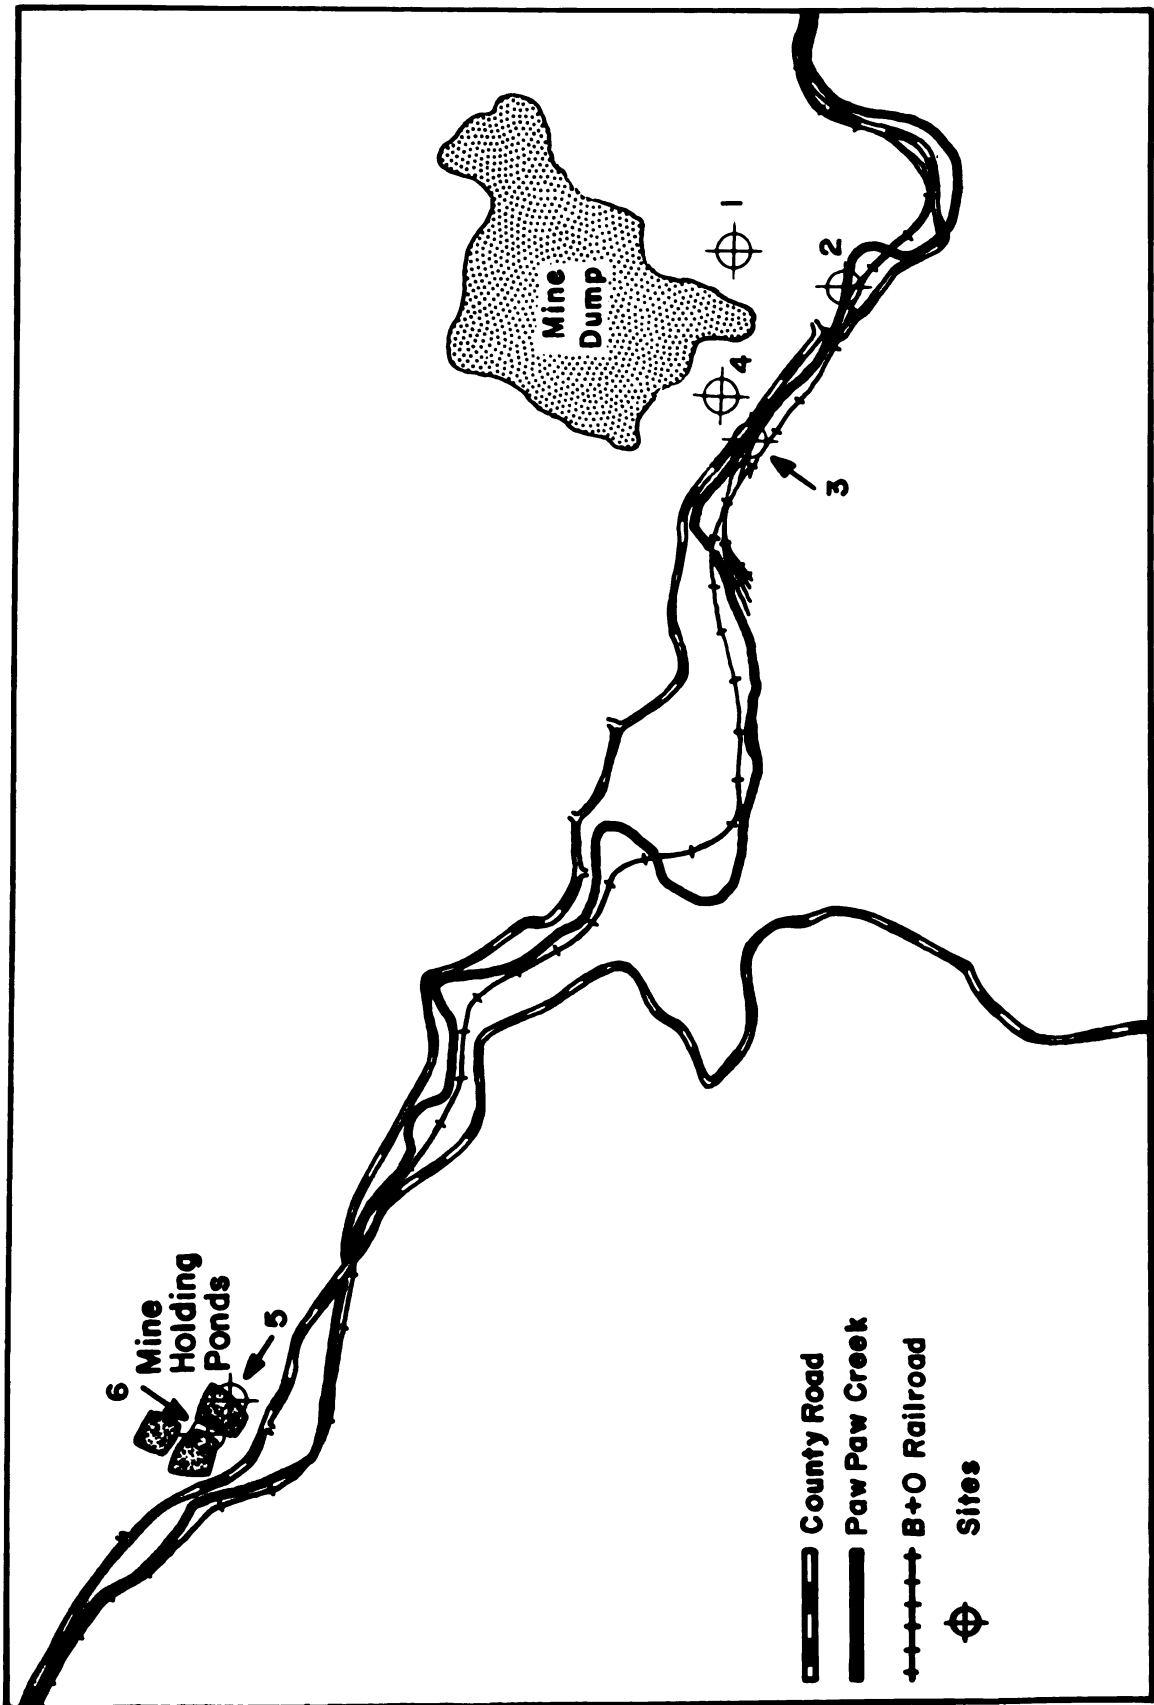 6
Mine
Holding
Ponds
5
Mine
Dump
1
2
4
3
County Road
Paw Paw Creek
B+O Railroad
Sites